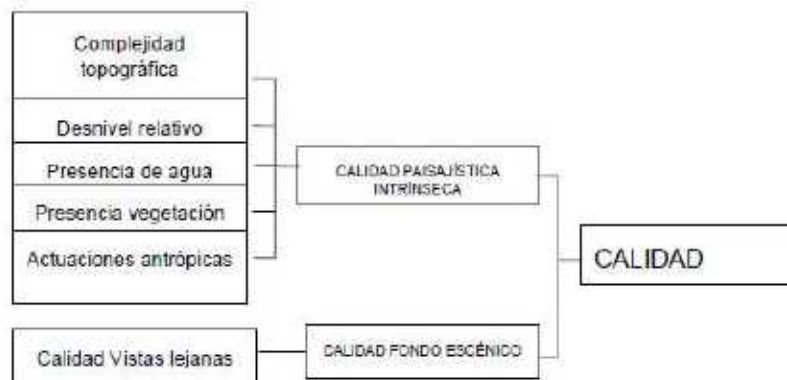 Complejidad
topográfica
Desnivel relativo
Presencia de agua
Presencia vegetación
Actuaciones antrópicas
CALIDAD PAISAJÍSTICA
INTRÍNSECA
CALIDAD
Calidad Vistas lejanas
CALIDAD FONDO ESCÉNICO